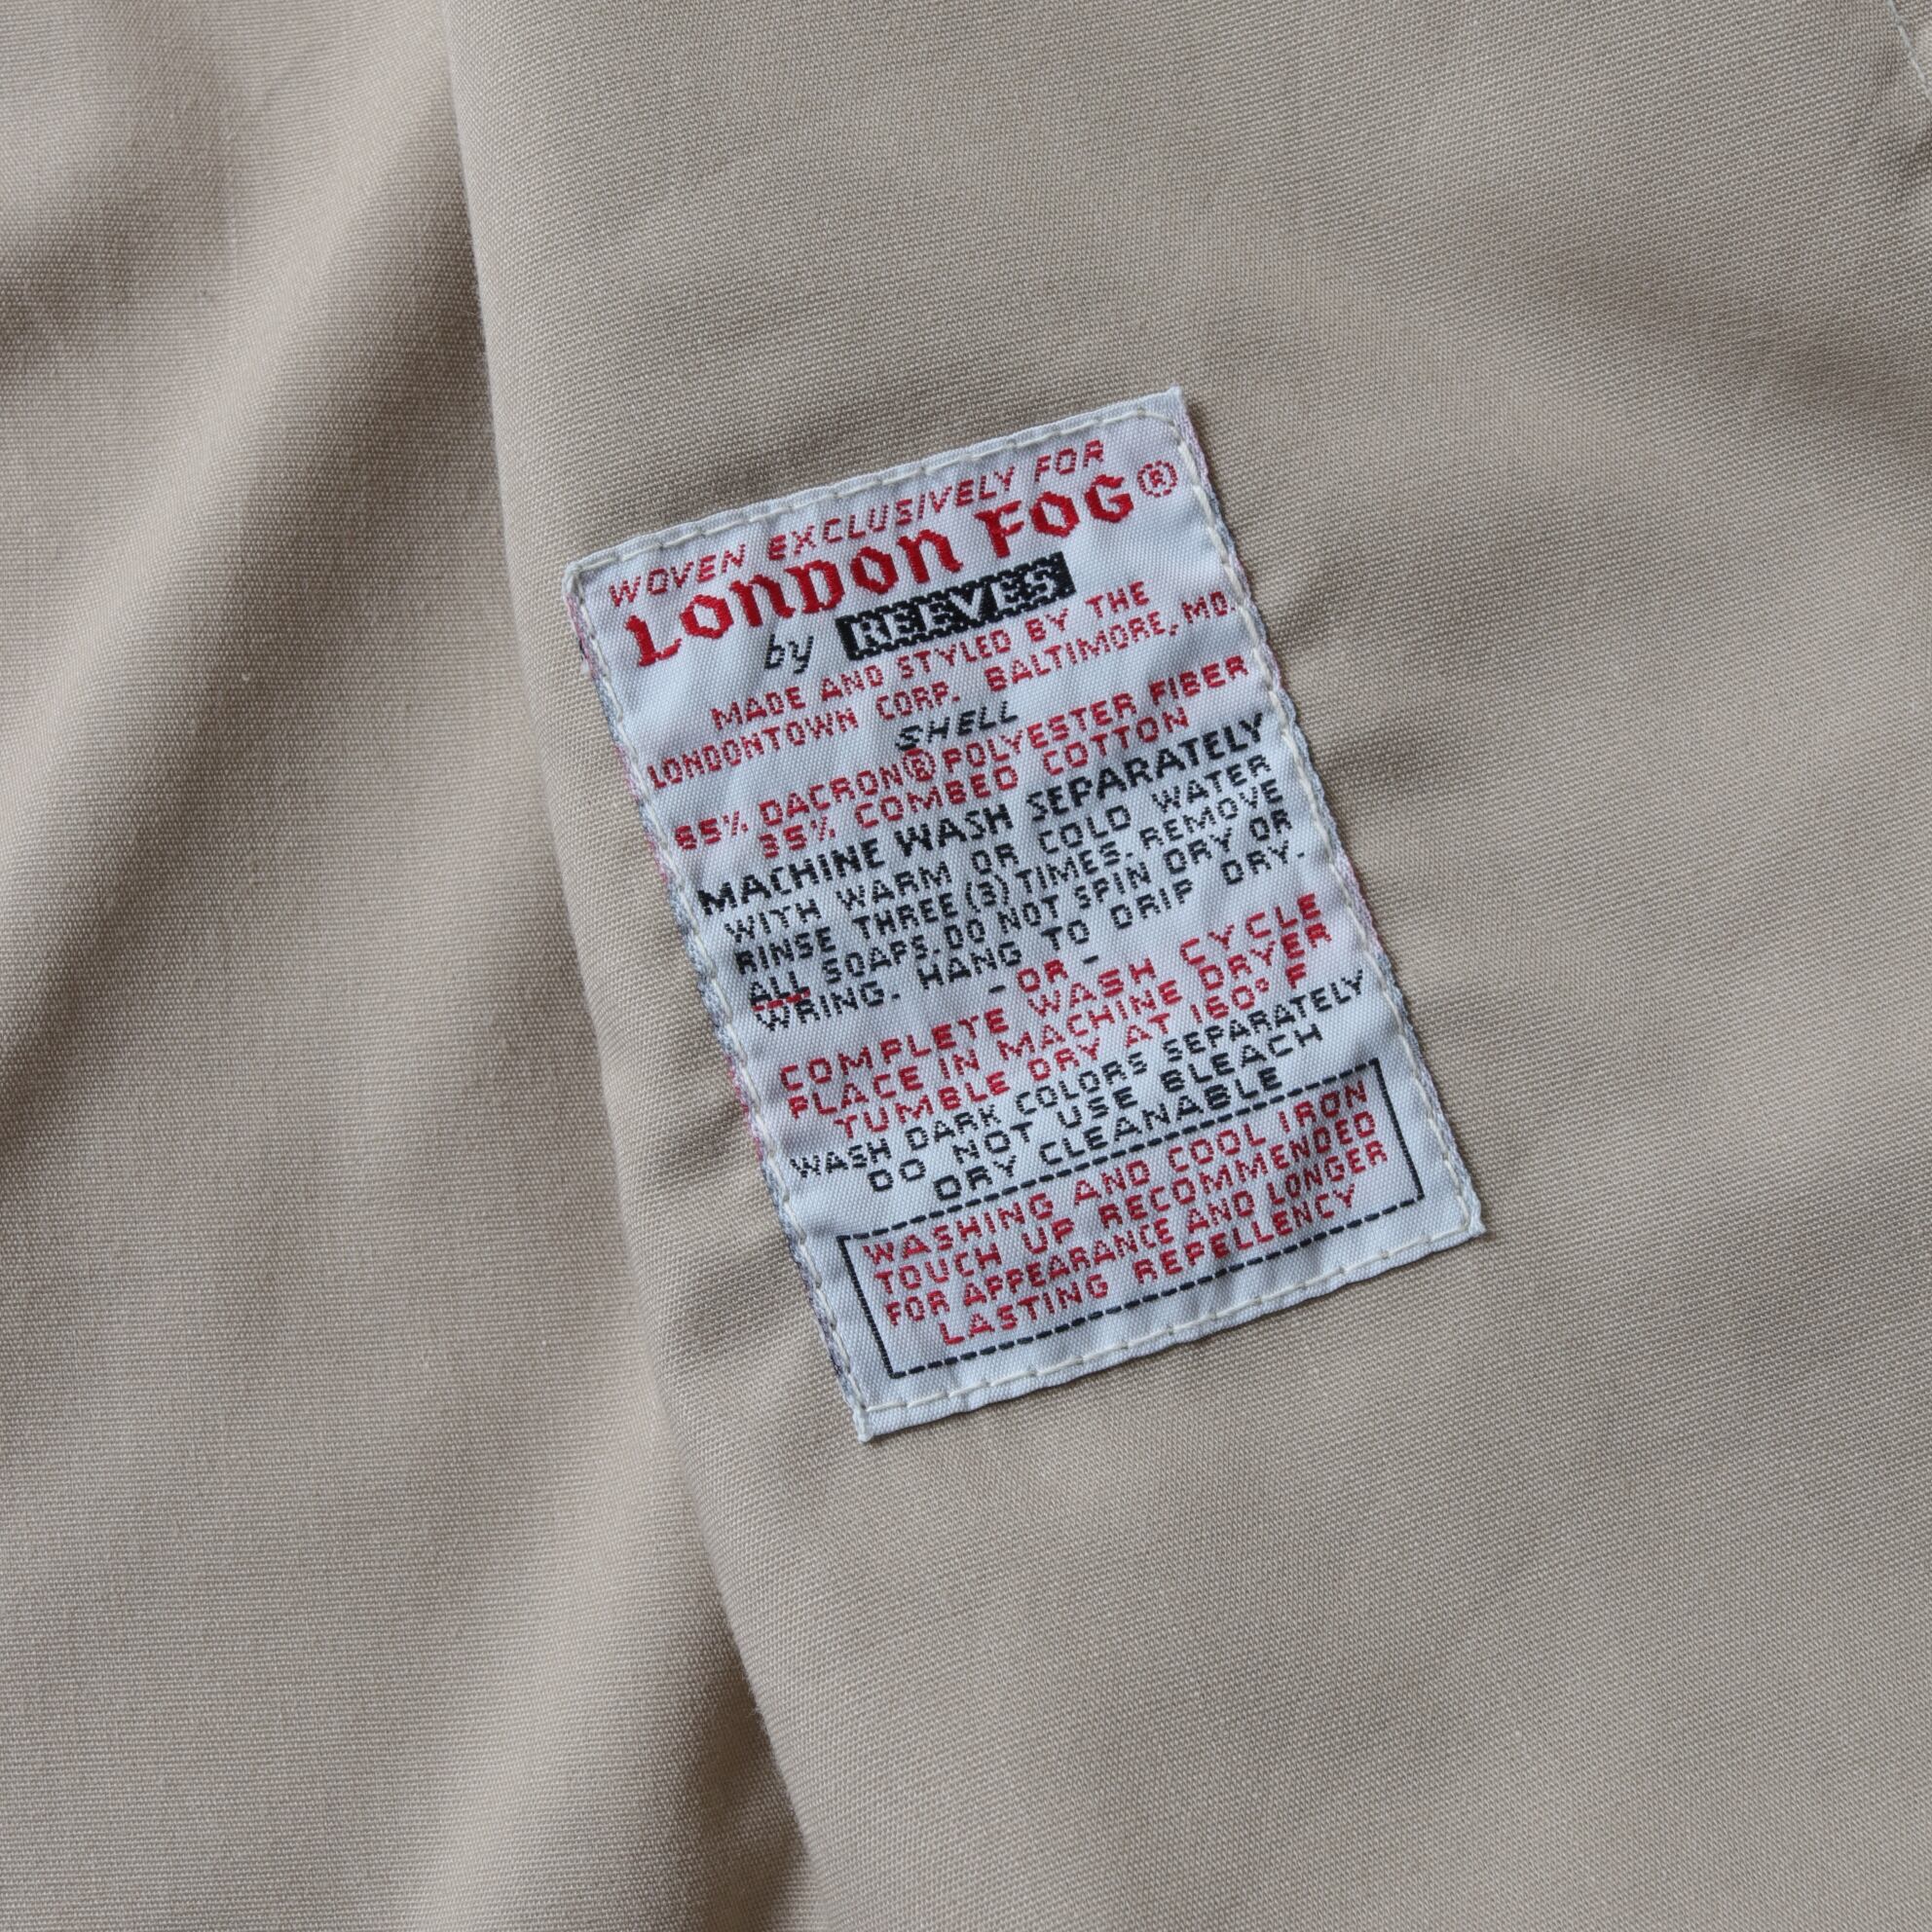 WOVEN EXCLUSIVELY FOR
LONDON FOG®
by REEVES
MADE AND STYLED BY THE
LONDONTOWN CORP. BALTIMORE, MD.
SHELL
65% DACRON® POLYESTER FIBER
35% COMBED COTTON
MACHINE WASH SEPARATELY
WITH WARM OR COLD WATER
RINSE THREE (3) TIMES. REMOVE
ALL SOAPS. DO NOT SPIN DRY OR
WRING. HANG TO DRIP DRY.
- OR -
COMPLETE WASH CYCLE
PLACE IN MACHINE DRYER
TUMBLE DRY AT 160° F
WASH DARK COLORS SEPARATELY
DO NOT USE BLEACH
DRY CLEANABLE
WASHING AND COOL IRON
TOUCH UP RECOMMENDED
FOR APPEARANCE AND LONGER
LASTING REPELLENCY